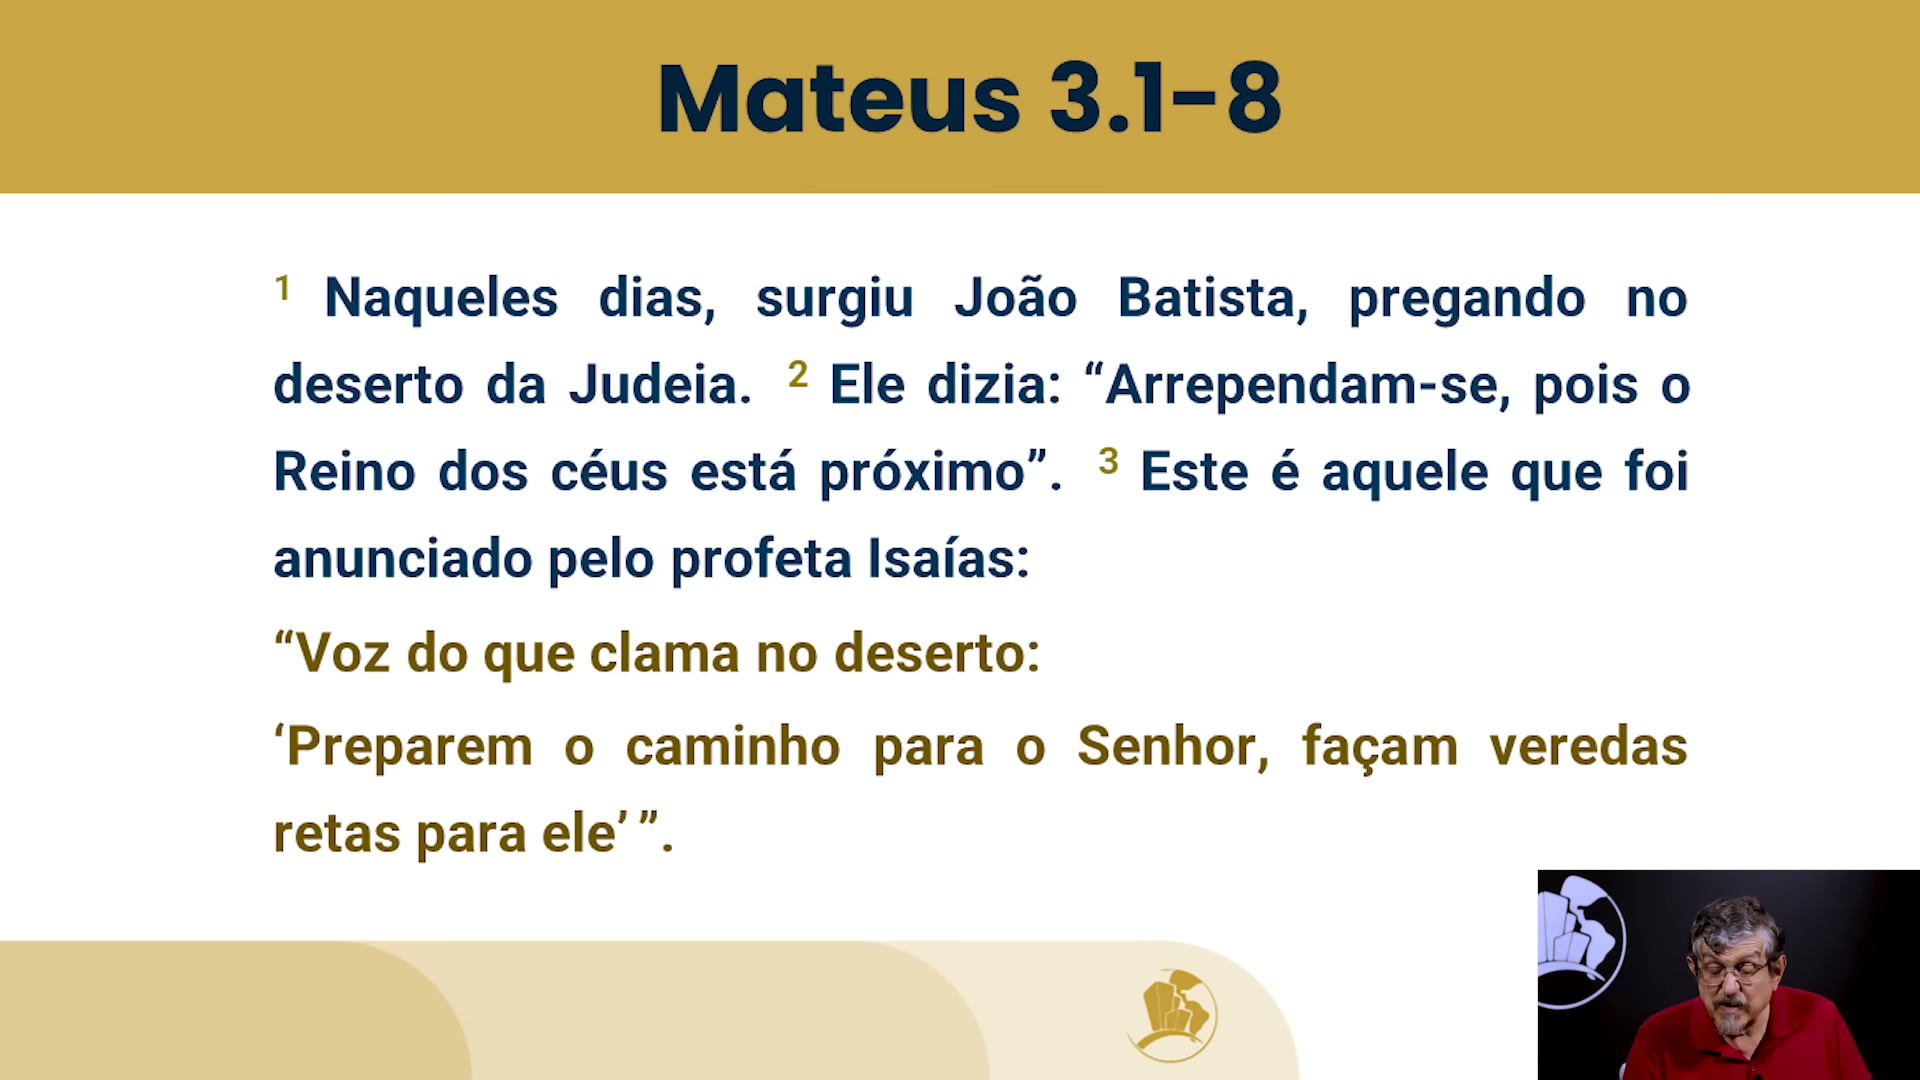 Mateus 3.1-8
1 Naqueles dias, surgiu João Batista, pregando no
deserto da Judeia. 2 Ele dizia: “Arrependam-se, pois o
Reino dos céus está próximo”. 3 Este é aquele que foi
anunciado pelo profeta Isaías:
“Voz do que clama no deserto:
‘Preparem o caminho para o Senhor, façam veredas
retas para ele’ ”.